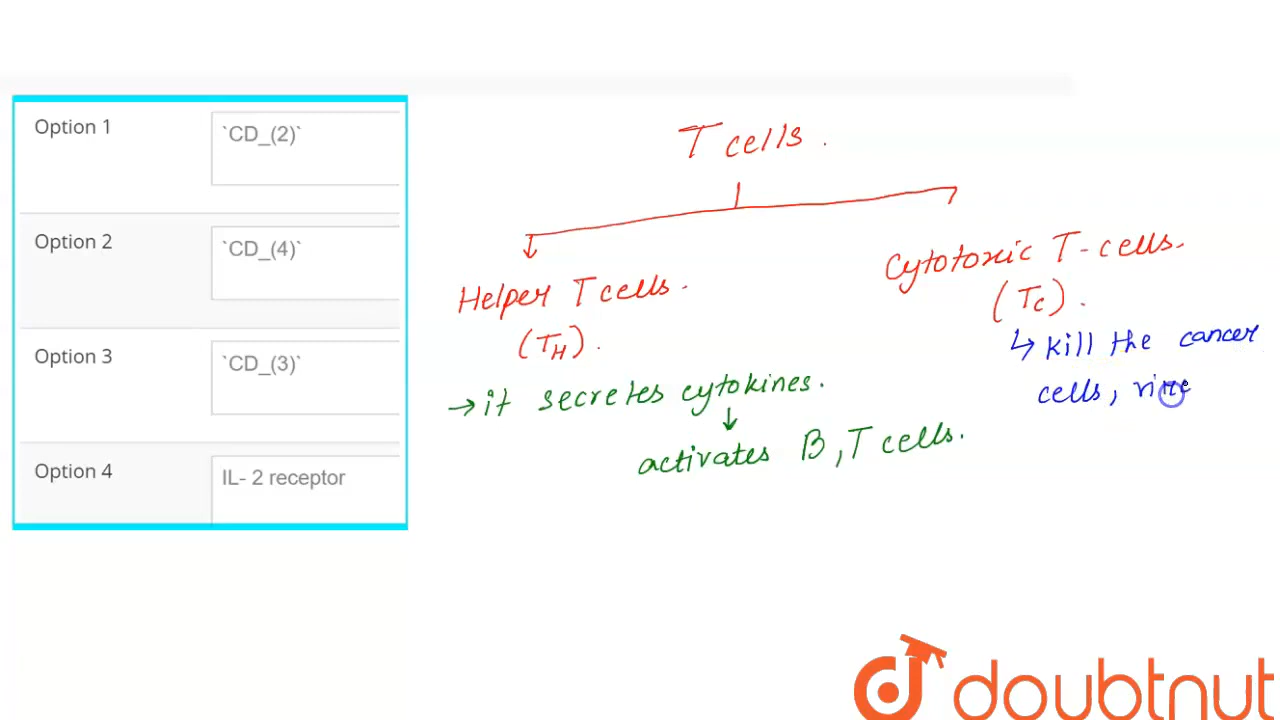 Option 1
`CD_(2)`
Option 2
`CD_(4)`
Option 3
`CD_(3)`
Option 4
IL- 2 receptor
T cells.
Helper T cells.
(TH).
→ it secretes cytokines.
↓
activates B, T cells.
Cytotoxic T-cells.
(Tc).
↳ kill the cancer
cells,
doubtnut